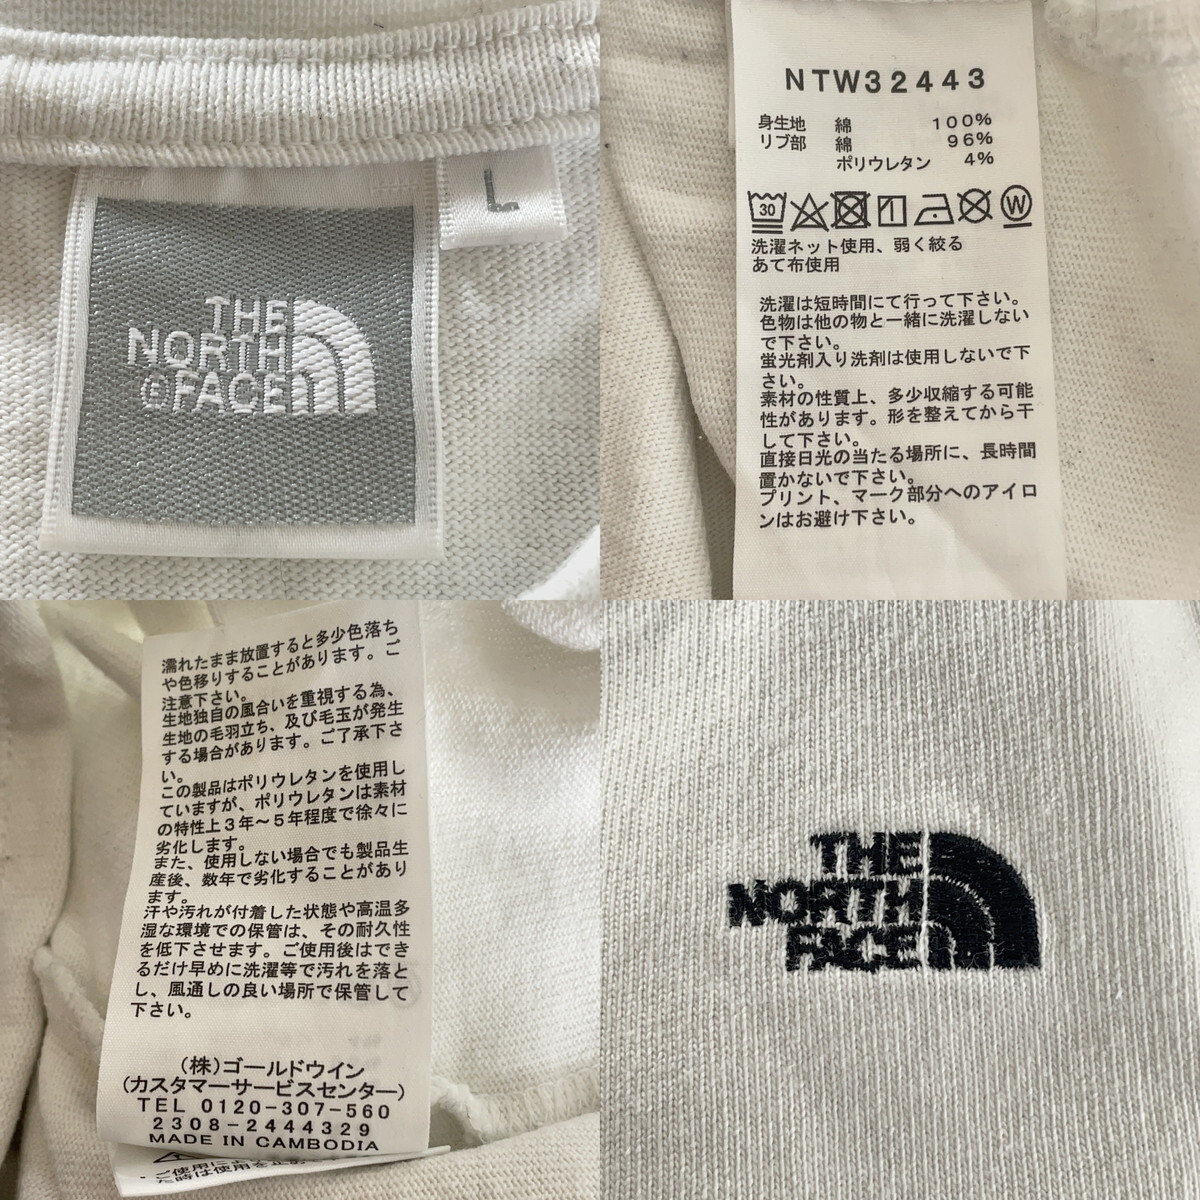 THE
NORTH
FACE
L
NTW32443
身生地 綿 100%
リブ部 綿 96%
ポリウレタン 4%
30
W
洗濯ネット使用、弱く絞る
あて布使用
洗濯は短時間にて行って下さい。
色物は他の物と一緒に洗濯しない
で下さい。
蛍光剤入り洗剤は使用しないで下
さい。
素材の性質上、多少収縮する可能
性があります。形を整えてから干
して下さい。
直接日光の当たる場所に、長時間
置かないで下さい。
プリント、マーク部分へのアイロ
ンはお避け下さい。
濡れたまま放置すると多少色落ち
や色移りすることがあります。ご
注意下さい。
生地独自の風合いを重視する為、
生地の毛羽立ち、及び毛玉が発生
する場合があります。ご了承下さ
い。
この製品はポリウレタンを使用し
ていますが、ポリウレタンは素材
の特性上3年～5年程度で徐々に
劣化します。
また、使用しない場合でも製品生
産後、数年で劣化することがあり
ます。
汗や汚れが付着した状態や高温多
湿な環境での保管は、その耐久性
を低下させます。ご使用後はでき
るだけ早めに洗濯等で汚れを落と
し、風通しの良い場所で保管して
下さい。
(株)ゴールドウイン
(カスタマーサービスセンター)
TEL 0120-307-560
2308-2444329
MADE IN CAMBODIA
THE
NORTH
FACE